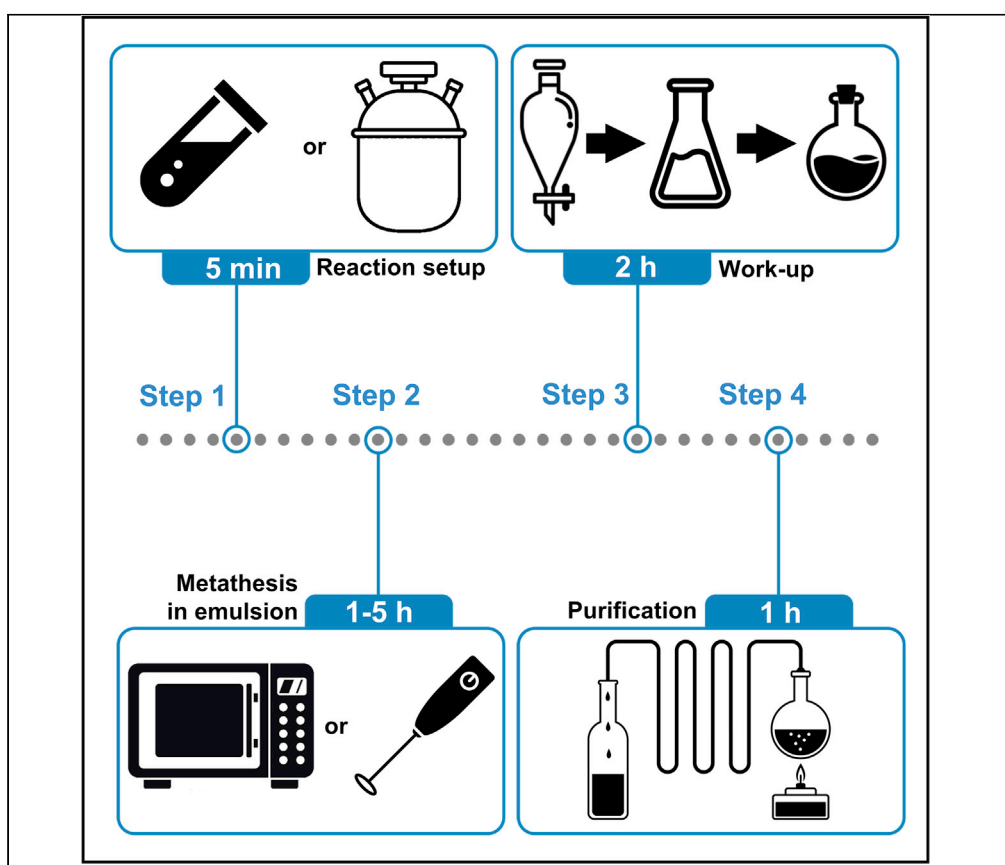 or
5 min
Reaction setup
2 h
Work-up
Step 1
Step 2
Step 3
Step 4
Metathesis
in emulsion
1-5 h
or
Purification
1 h